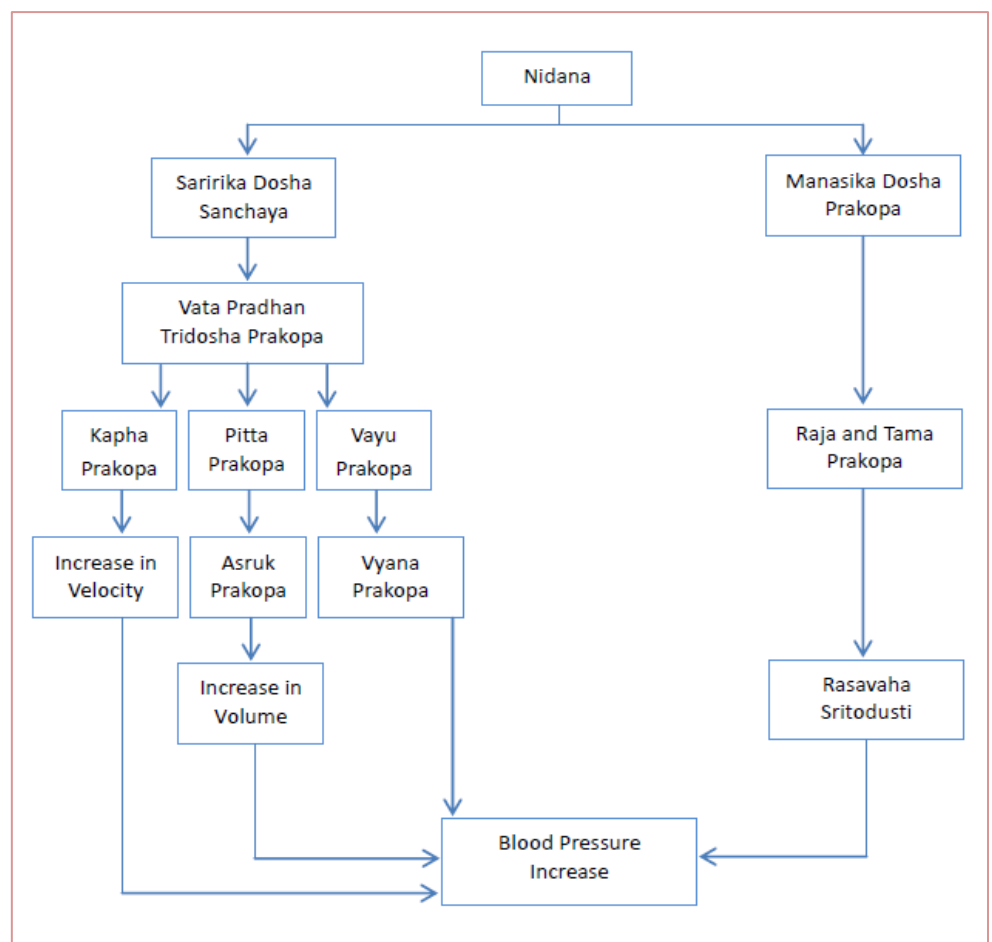 Nidana
Saririka Dosha
Sanchaya
Manasika Dosha
Prakopa
Vata Pradhan
Tridosha Prakopa
Kapha
Prakopa
Pitta
Prakopa
Vayu
Prakopa
Raja and Tama
Prakopa
Increase in
Velocity
Asruk
Prakopa
Vyana
Prakopa
Increase in
Volume
Rasavaha
Sritodusti
Blood Pressure
Increase